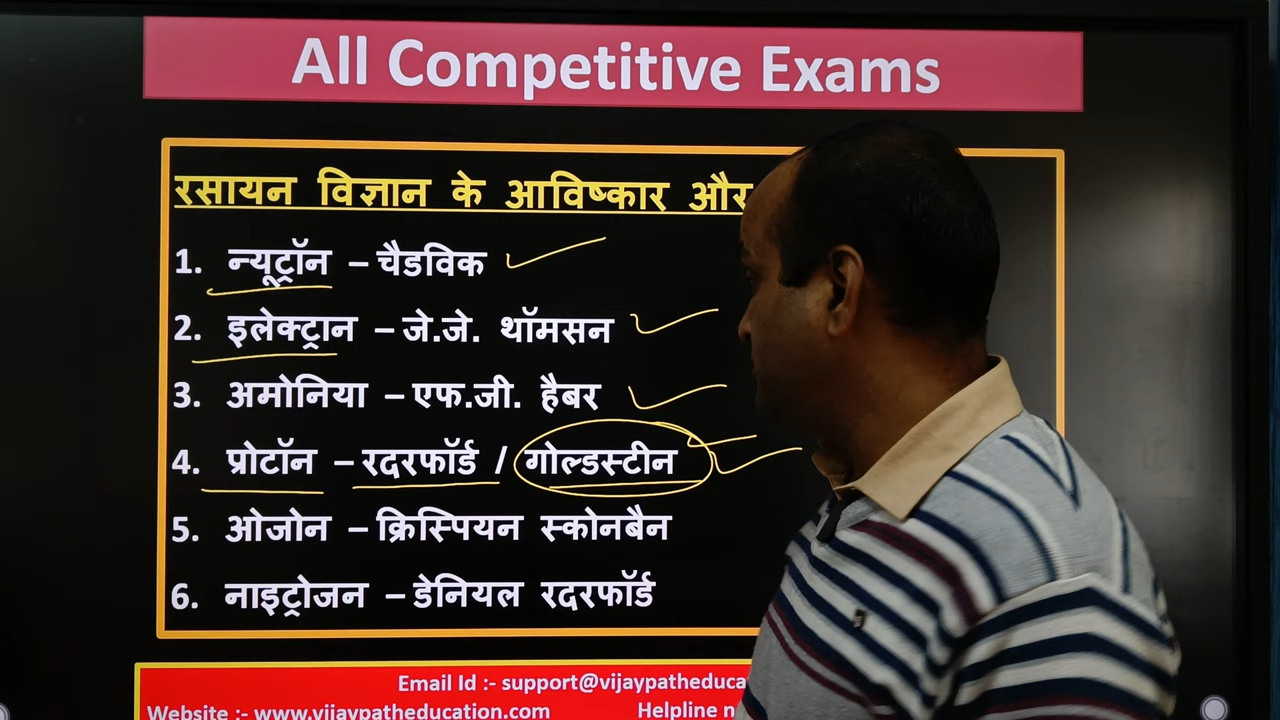 All Competitive Exams
रसायन विज्ञान के आविष्कार और
1. न्यूट्रॉन – चैडविक
2. इलेक्ट्रान – जे.जे. थॉमसन
3. अमोनिया – एफ.जी. हैबर
4. प्रोटॉन – रदरफॉर्ड / गोल्डस्टीन
5. ओजोन – क्रिस्पियन स्कोनबैन
6. नाइट्रोजन – डेनियल रदरफॉर्ड
Email Id :- support@vijaypatheduca
Website :- www.vijaypatheducation.com Helpline n